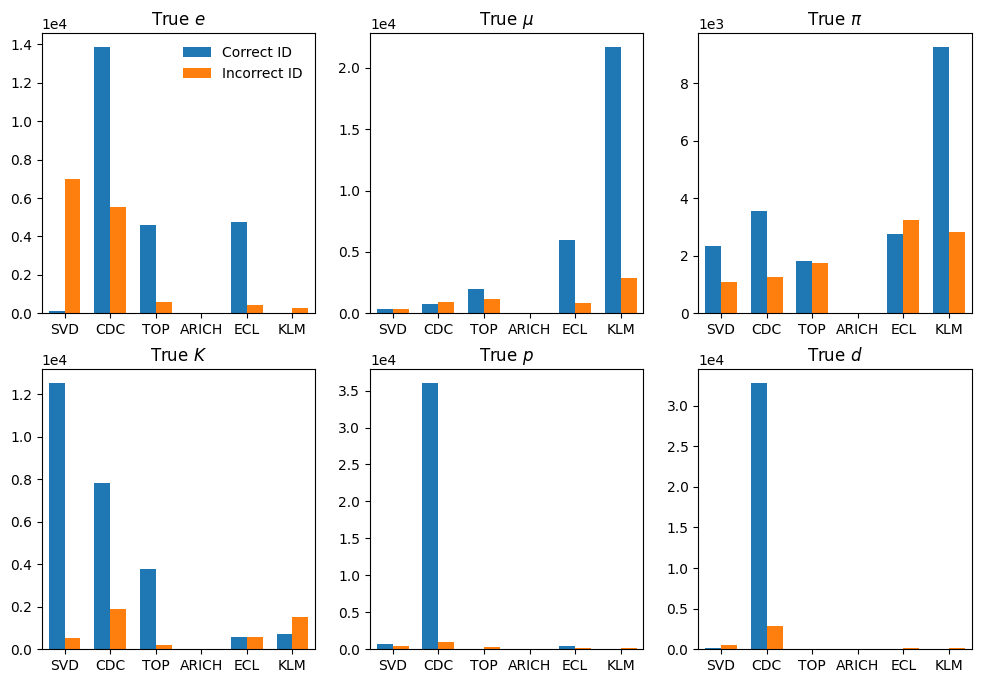 True e
1e4
1.4
1.2
1.0
0.8
0.6
0.4
0.2
0.0
SVD CDC TOP ARICH ECL KLM
Correct ID
Incorrect ID
True μ
1e4
2.0
1.5
1.0
0.5
0.0
SVD CDC TOP ARICH ECL KLM
True π
1e3
8
6
4
2
0
SVD CDC TOP ARICH ECL KLM
True K
1e4
1.2
1.0
0.8
0.6
0.4
0.2
0.0
SVD CDC TOP ARICH ECL KLM
True p
1e4
3.5
3.0
2.5
2.0
1.5
1.0
0.5
0.0
SVD CDC TOP ARICH ECL KLM
True d
1e4
3.0
2.5
2.0
1.5
1.0
0.5
0.0
SVD CDC TOP ARICH ECL KLM